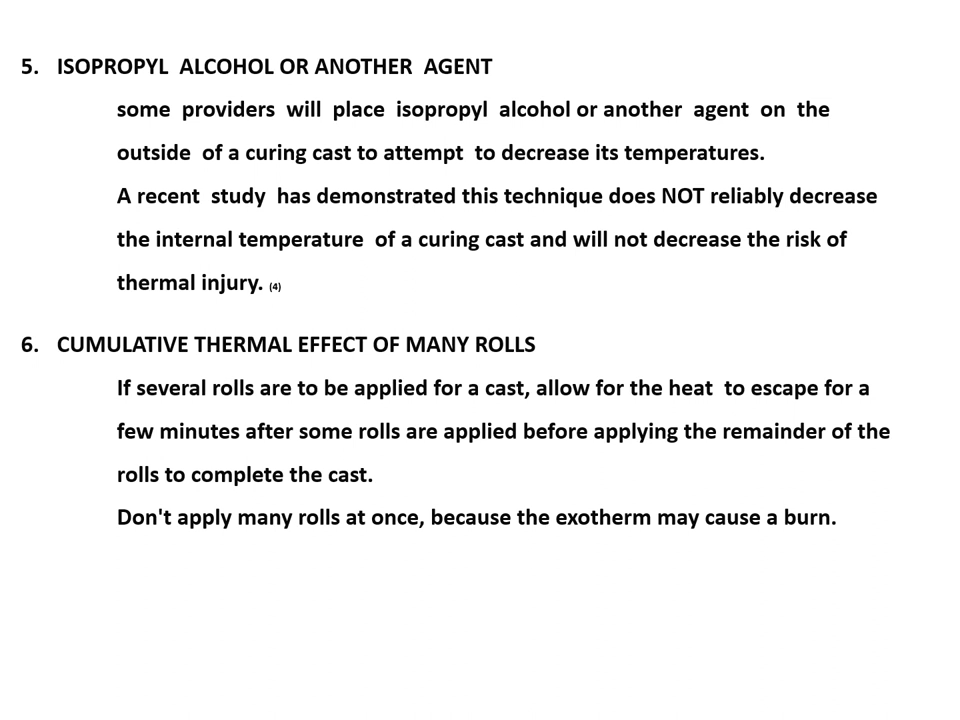 5. ISOPROPYL ALCOHOL OR ANOTHER AGENT
some providers will place isopropyl alcohol or another agent on the
outside of a curing cast to attempt to decrease its temperatures.
A recent study has demonstrated this technique does NOT reliably decrease
the internal temperature of a curing cast and will not decrease the risk of
thermal injury. (4)
6. CUMULATIVE THERMAL EFFECT OF MANY ROLLS
If several rolls are to be applied for a cast, allow for the heat to escape for a
few minutes after some rolls are applied before applying the remainder of the
rolls to complete the cast.
Don't apply many rolls at once, because the exotherm may cause a burn.